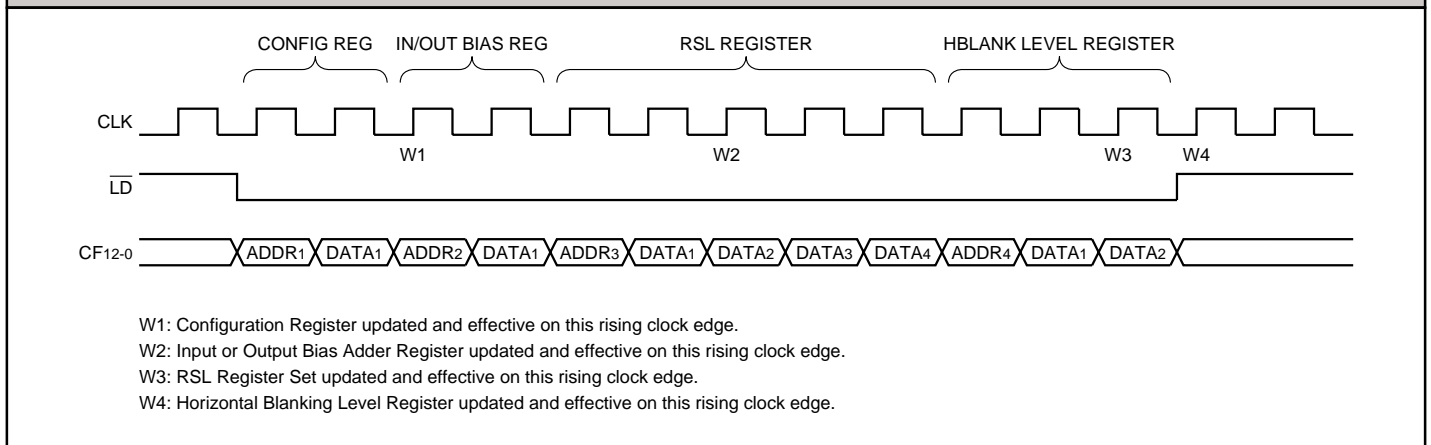 CONFIG REG IN/OUT BIAS REG RSL REGISTER HBLANK LEVEL REGISTER
CLK
W1 W2 W3 W4
LD
CF12-0 ADDR1 DATA1 ADDR2 DATA1 ADDR3 DATA1 DATA2 DATA3 DATA4 ADDR4 DATA1 DATA2
W1: Configuration Register updated and effective on this rising clock edge.
W2: Input or Output Bias Adder Register updated and effective on this rising clock edge.
W3: RSL Register Set updated and effective on this rising clock edge.
W4: Horizontal Blanking Level Register updated and effective on this rising clock edge.